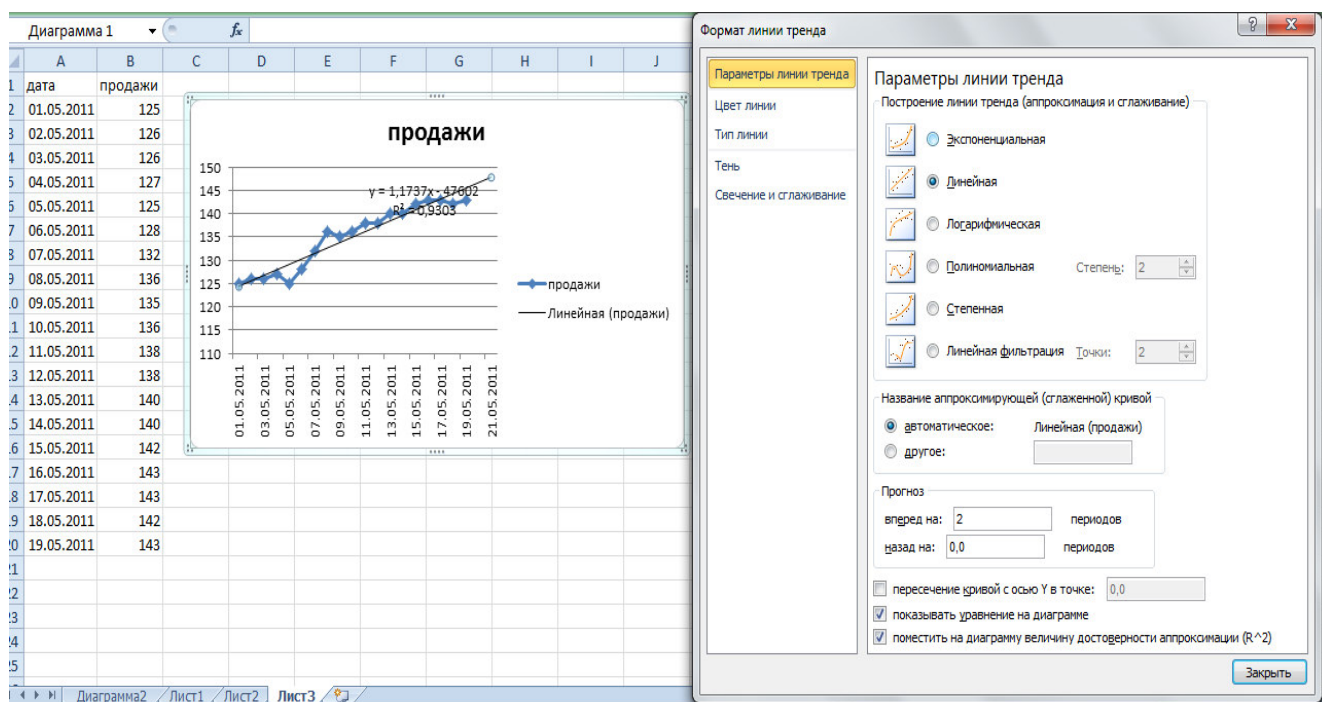 Диаграмма 1 fx
A B C D E F G H I J
1 дата продажи
2 01.05.2011 125
3 02.05.2011 126
4 03.05.2011 126
5 04.05.2011 127
5 05.05.2011 125
7 06.05.2011 128
8 07.05.2011 132
9 08.05.2011 136
0 09.05.2011 135
1 10.05.2011 136
2 11.05.2011 138
3 12.05.2011 138
4 13.05.2011 140
5 14.05.2011 140
6 15.05.2011 142
7 16.05.2011 143
8 17.05.2011 143
9 18.05.2011 142
0 19.05.2011 143
21
22
23
24
25
продажи
150
145
140
135
130
125
120
115
110
y = 1,1737x - 47602
R² = 0,9303
01.05.2011
03.05.2011
05.05.2011
07.05.2011
09.05.2011
11.05.2011
13.05.2011
15.05.2011
17.05.2011
19.05.2011
21.05.2011
продажи
Линейная (продажи)
Диаграмма2 Лист1 Лист2 Лист3
Формат линии тренда
Параметры линии тренда
Цвет линии
Тип линии
Тень
Свечение и сглаживание
Параметры линии тренда
Построение линии тренда (аппроксимация и сглаживание)
Экспоненциальная
Линейная
Логарифмическая
Полиномиальная Степень: 2
Степенная
Линейная фильтрация Точки: 2
Название аппроксимирующей (сглаженной) кривой
автоматическое: Линейная (продажи)
другое:
Прогноз
вперед на: 2 периодов
назад на: 0,0 периодов
пересечение кривой с осью Y в точке: 0,0
показывать уравнение на диаграмме
поместить на диаграмму величину достоверности аппроксимации (R^2)
Закрыть